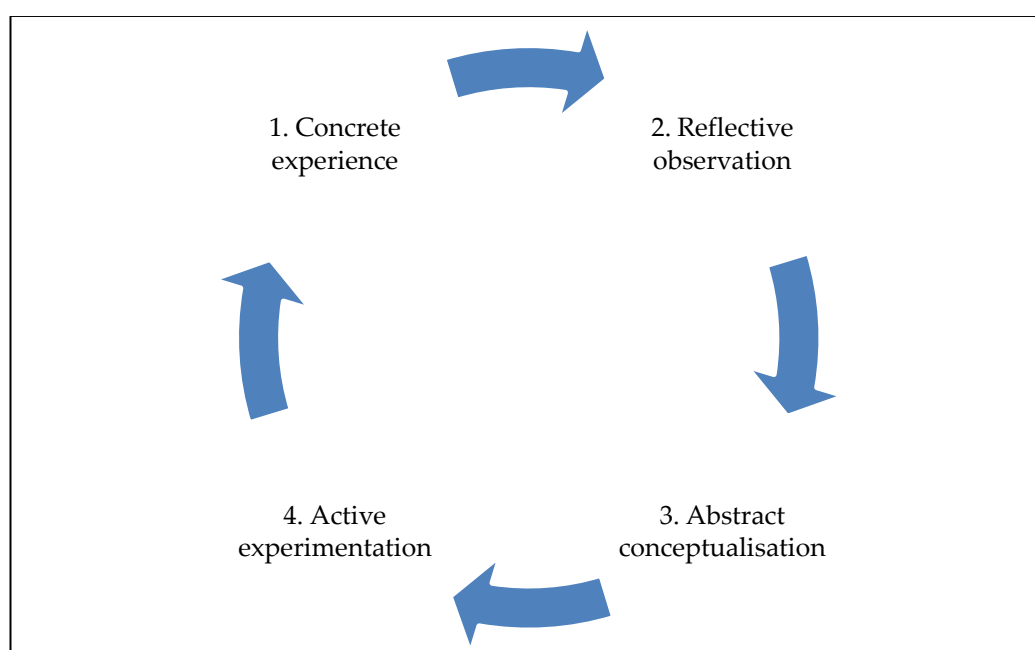 1. Concrete
experience
2. Reflective
observation
3. Abstract
conceptualisation
4. Active
experimentation